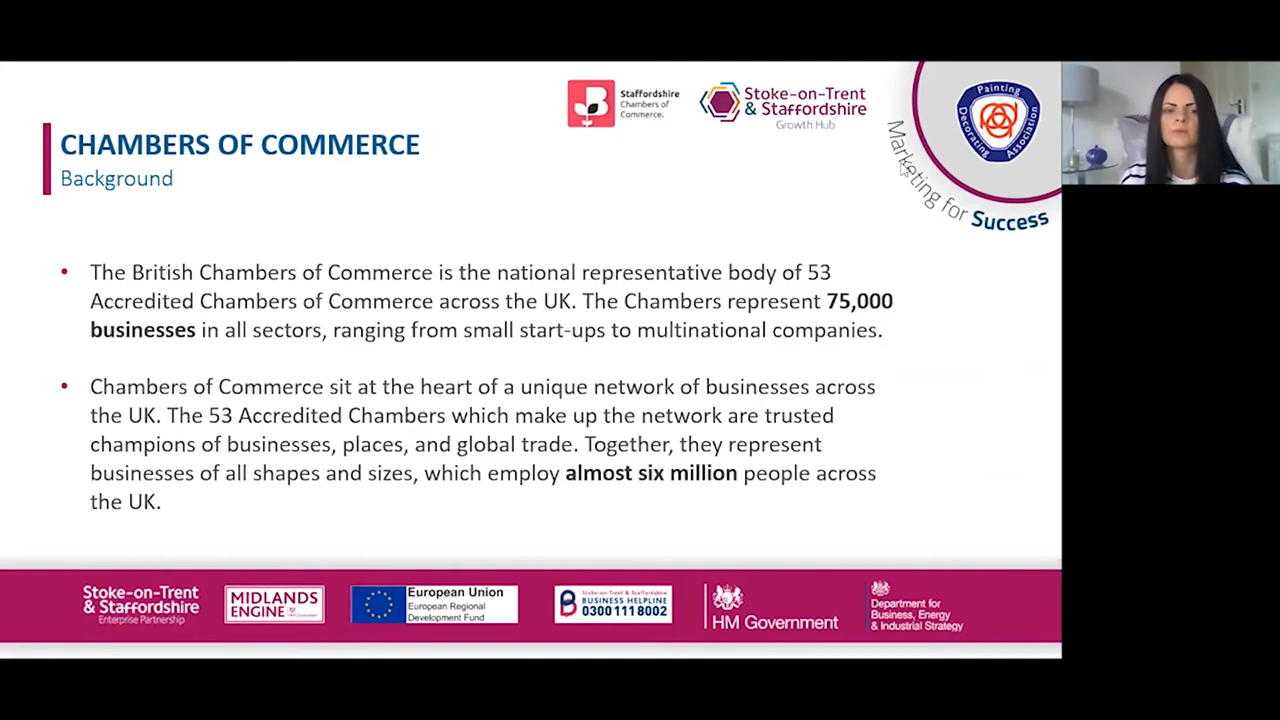 Staffordshire
Chambers of
Commerce.
Stoke-on-Trent
& Staffordshire
Growth Hub
Painting
Decorating
Association
Marketing for Success
CHAMBERS OF COMMERCE
Background
• The British Chambers of Commerce is the national representative body of 53
Accredited Chambers of Commerce across the UK. The Chambers represent 75,000
businesses in all sectors, ranging from small start-ups to multinational companies.
• Chambers of Commerce sit at the heart of a unique network of businesses across
the UK. The 53 Accredited Chambers which make up the network are trusted
champions of businesses, places, and global trade. Together, they represent
businesses of all shapes and sizes, which employ almost six million people across
the UK.
Stoke-on-Trent
& Staffordshire
Enterprise Partnership
MIDLANDS
ENGINE
European Union
European Regional
Development Fund
Stoke-on-Trent & Staffordshire
BUSINESS HELPLINE
0300 111 8002
HM Government
Department for
Business, Energy
& Industrial Strategy